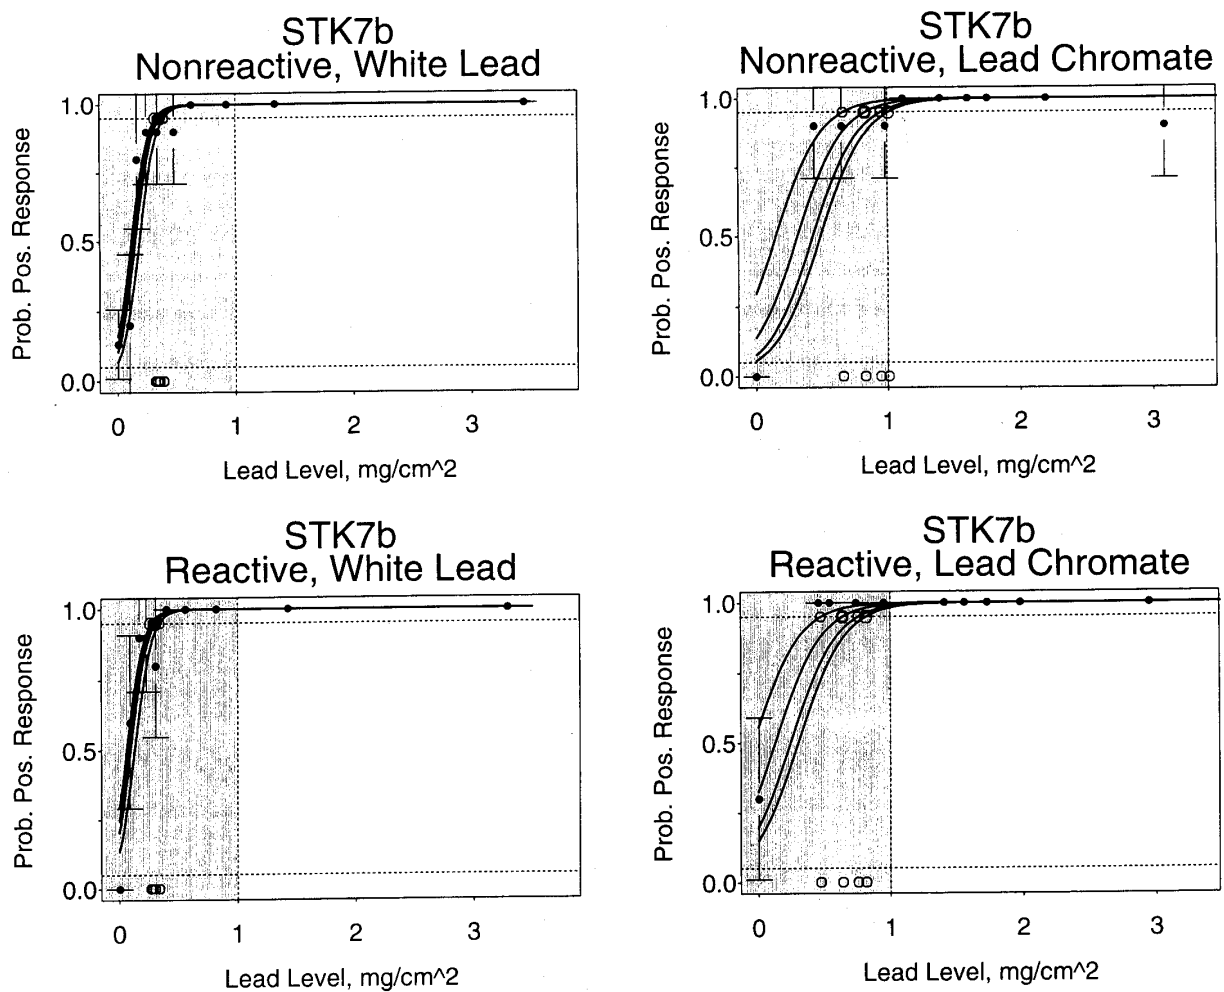 STK7b
Nonreactive, White Lead
Prob. Pos. Response
1.0
0.5
0.0
0 1 2 3
Lead Level, mg/cm^2
STK7b
Nonreactive, Lead Chromate
Prob. Pos. Response
1.0
0.5
0.0
0 1 2 3
Lead Level, mg/cm^2
STK7b
Reactive, White Lead
Prob. Pos. Response
1.0
0.5
0.0
0 1 2 3
Lead Level, mg/cm^2
STK7b
Reactive, Lead Chromate
Prob. Pos. Response
1.0
0.5
0.0
0 1 2 3
Lead Level, mg/cm^2